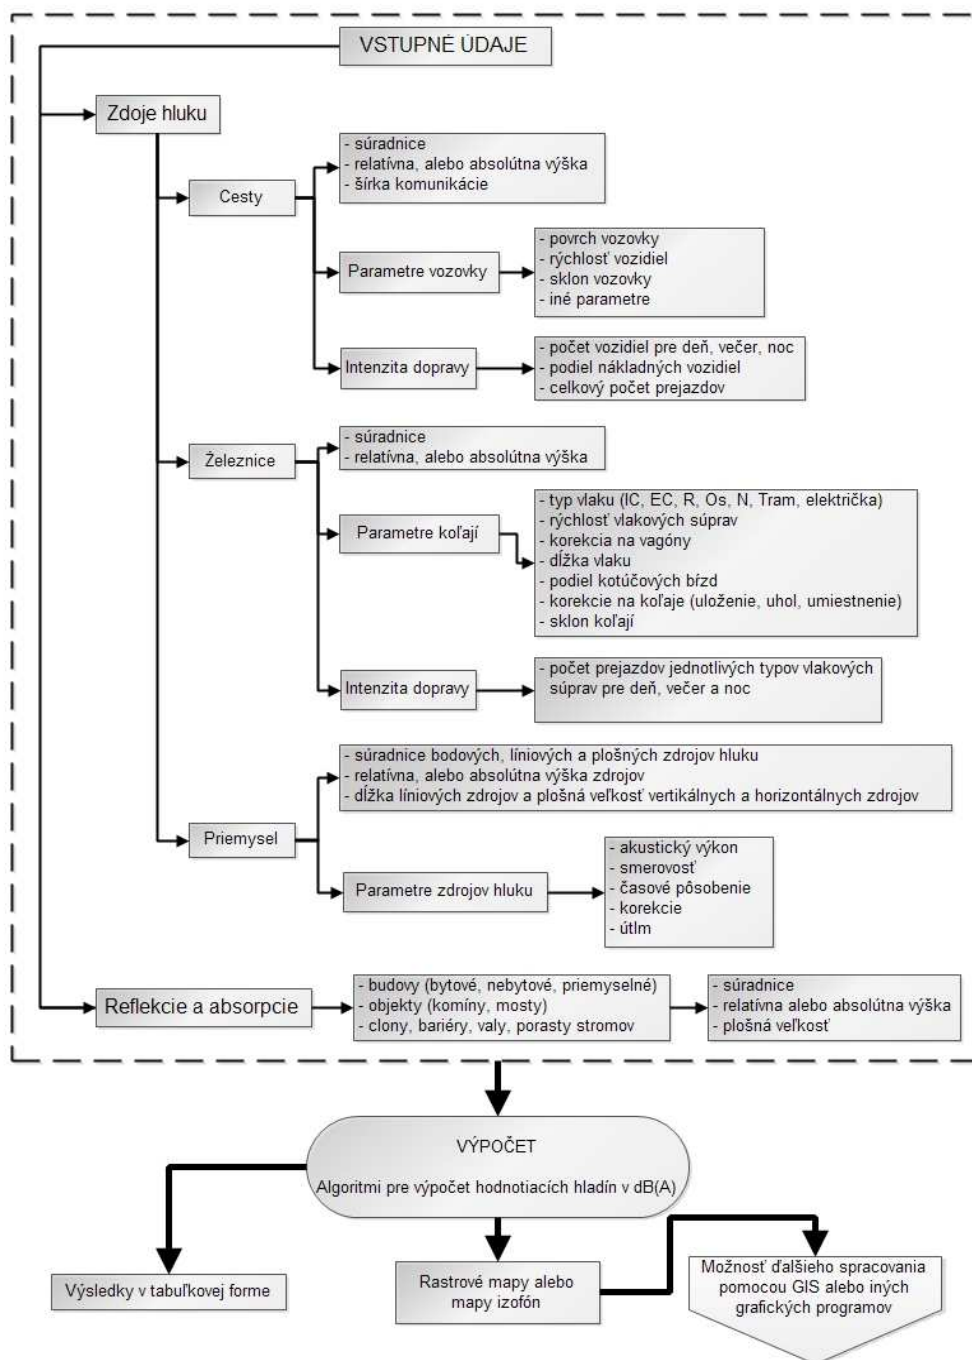 VSTUPNÉ ÚDAJE
Zdoje hluku
- súradnice
- relatívna, alebo absolútna výška
- šírka komunikácie
Cesty
- povrch vozovky
- rýchlosť vozidiel
- sklon vozovky
- iné parametre
Parametre vozovky
- počet vozidiel pre deň, večer, noc
- podiel nákladných vozidiel
- celkový počet prejazdov
Intenzita dopravy
- súradnice
- relatívna, alebo absolútna výška
Železnice
- typ vlaku (IC, EC, R, Os, N, Tram, električka)
- rýchlosť vlakových súprav
- korekcia na vagóny
- dĺžka vlaku
- podiel kotúčových bŕzd
- korekcie na koľaje (uloženie, uhol, umiestnenie)
- sklon koľají
Parametre koľají
- počet prejazdov jednotlivých typov vlakových
súprav pre deň, večer a noc
Intenzita dopravy
- súradnice bodových, líniových a plošných zdrojov hluku
- relatívna, alebo absolútna výška zdrojov
- dĺžka líniových zdrojov a plošná veľkosť vertikálnych a horizontálnych zdrojov
Priemysel
- akustický výkon
- smerovosť
- časové pôsobenie
- korekcie
- útlm
Parametre zdrojov hluku
Reflekcie a absorpcie
- budovy (bytové, nebytové, priemyselné)
- objekty (komíny, mosty)
- clony, bariéry, valy, porasty stromov
- súradnice
- relatívna alebo absolútna výška
- plošná veľkosť
VÝPOČET
Algoritmi pre výpočet hodnotiacich hladín v dB(A)
Výsledky v tabuľkovej forme
Rastrové mapy alebo
mapy izofón
Možnosť ďalšieho spracovania
pomocou GIS alebo iných
grafických programov